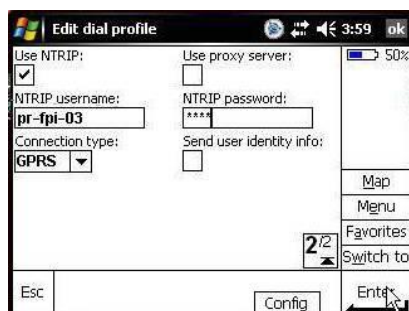 Edit dial profile 3:59 ok
Use NTRIP: Use proxy server: 50%
NTRIP username: NTRIP password:
pr-fpi-03 ****
Connection type: Send user identity info:
GPRS
Map
Menu
Favorites
2/2 Switch to
Esc Config Enter